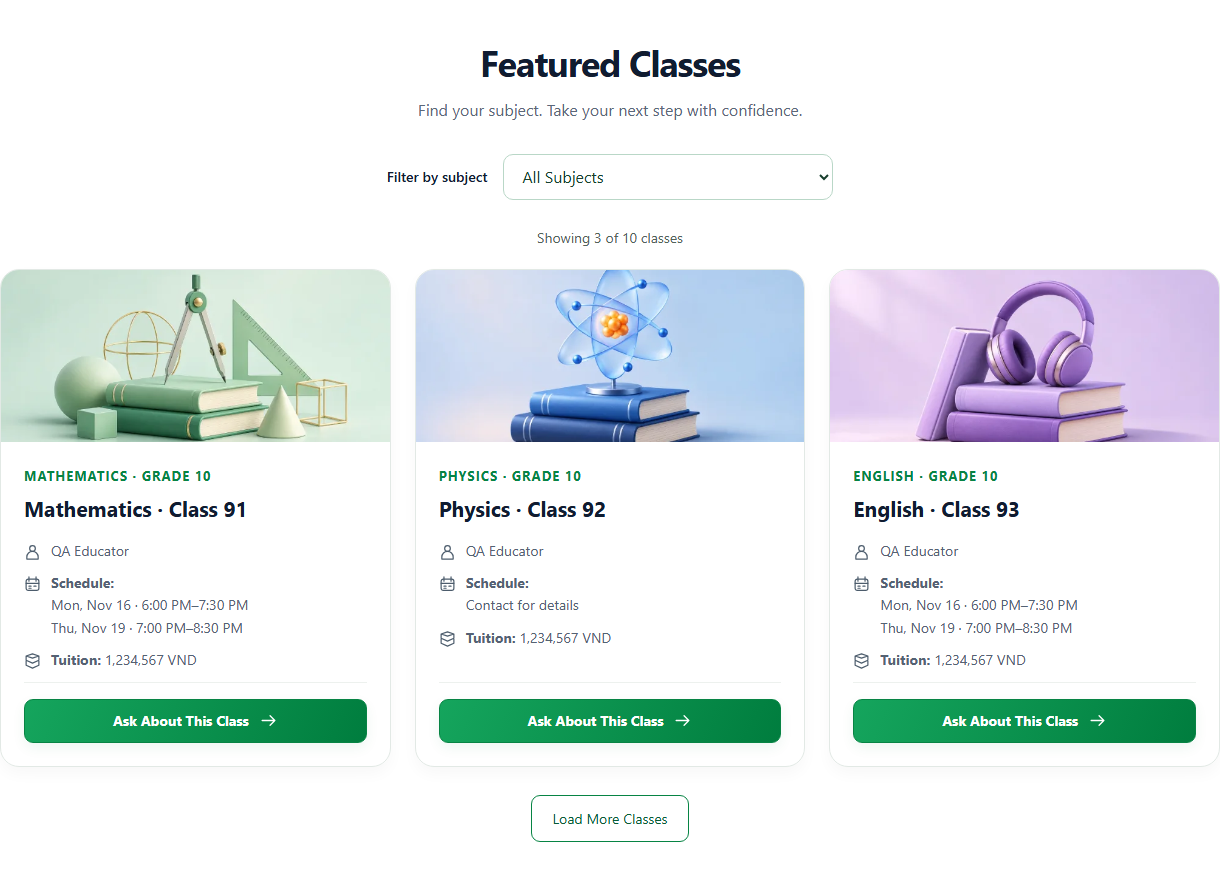 Featured Classes
Find your subject. Take your next step with confidence.
Filter by subject
All Subjects
Showing 3 of 10 classes
MATHEMATICS · GRADE 10
Mathematics · Class 91
QA Educator
Schedule:
Mon, Nov 16 · 6:00 PM–7:30 PM
Thu, Nov 19 · 7:00 PM–8:30 PM
Tuition: 1,234,567 VND
Ask About This Class →
PHYSICS · GRADE 10
Physics · Class 92
QA Educator
Schedule:
Contact for details
Tuition: 1,234,567 VND
Ask About This Class →
ENGLISH · GRADE 10
English · Class 93
QA Educator
Schedule:
Mon, Nov 16 · 6:00 PM–7:30 PM
Thu, Nov 19 · 7:00 PM–8:30 PM
Tuition: 1,234,567 VND
Ask About This Class →
Load More Classes